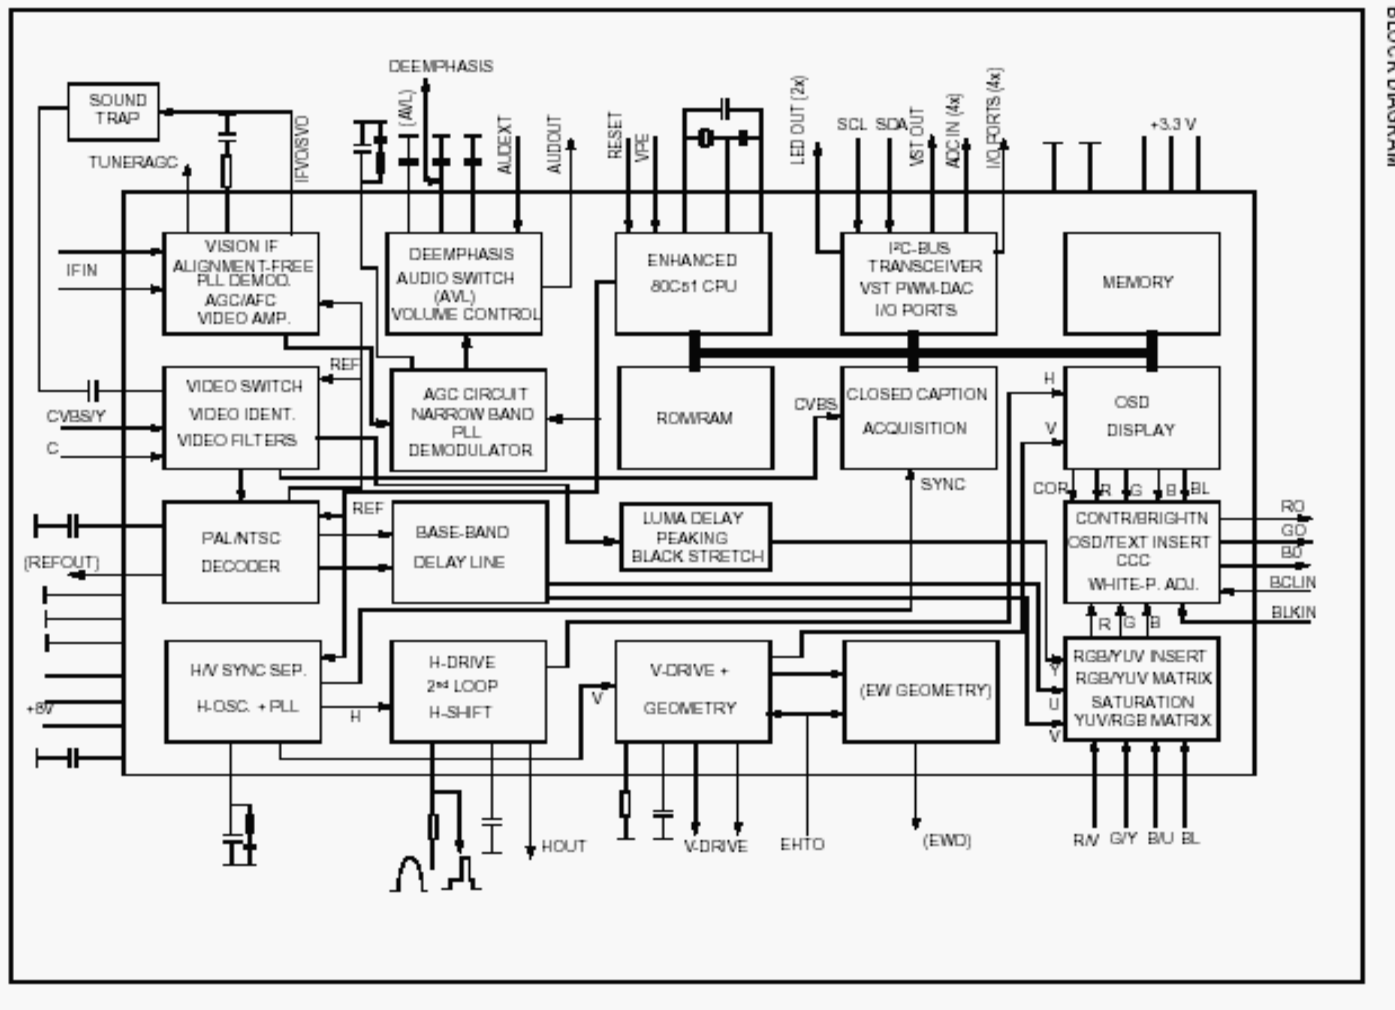 BLOCK DIAGRAM
DEEMPHASIS
SOUND
TRAP
TUNERAGC
IFVO/SVO
(AVL)
AUDEXT
AUDOUT
RESET
VPE
LED OUT (2x)
SCL SDA
VST OUT
ADC IN (4x)
I/O PORTS (4x)
+3.3 V
IFIN
VISION IF
ALIGNMENT-FREE
PLL DEMOD.
AGC/AFC
VIDEO AMP.
DEEMPHASIS
AUDIO SWITCH
(AVL)
VOLUME CONTROL
ENHANCED
80C51 CPU
I²C-BUS
TRANSCEIVER
VST PWM-DAC
I/O PORTS
MEMORY
REF
CVBS/Y
C
VIDEO SWITCH
VIDEO IDENT.
VIDEO FILTERS
AGC CIRCUIT
NARROW BAND
PLL
DEMODULATOR
ROM/RAM
CVBS
CLOSED CAPTION
ACQUISITION
SYNC
H
V
OSD
DISPLAY
COR R G B BL
REF
(REFOUT)
PAL/NTSC
DECODER
BASE-BAND
DELAY LINE
LUMA DELAY
PEAKING
BLACK STRETCH
CONTR/BRIGHTN
OSD/TEXT INSERT
CCC
WHITE-P. ADJ.
RO
GO
BO
BCLIN
BLKIN
R G B
+8V
H/V SYNC SEP.
H-OSC. + PLL
H
H-DRIVE
2nd LOOP
H-SHIFT
V
V-DRIVE +
GEOMETRY
(EW GEOMETRY)
Y
U
V
RGB/YUV INSERT
RGB/YUV MATRIX
SATURATION
YUV/RGB MATRIX
HOUT
V-DRIVE
EHTO
(EWD)
R/V G/Y B/U BL